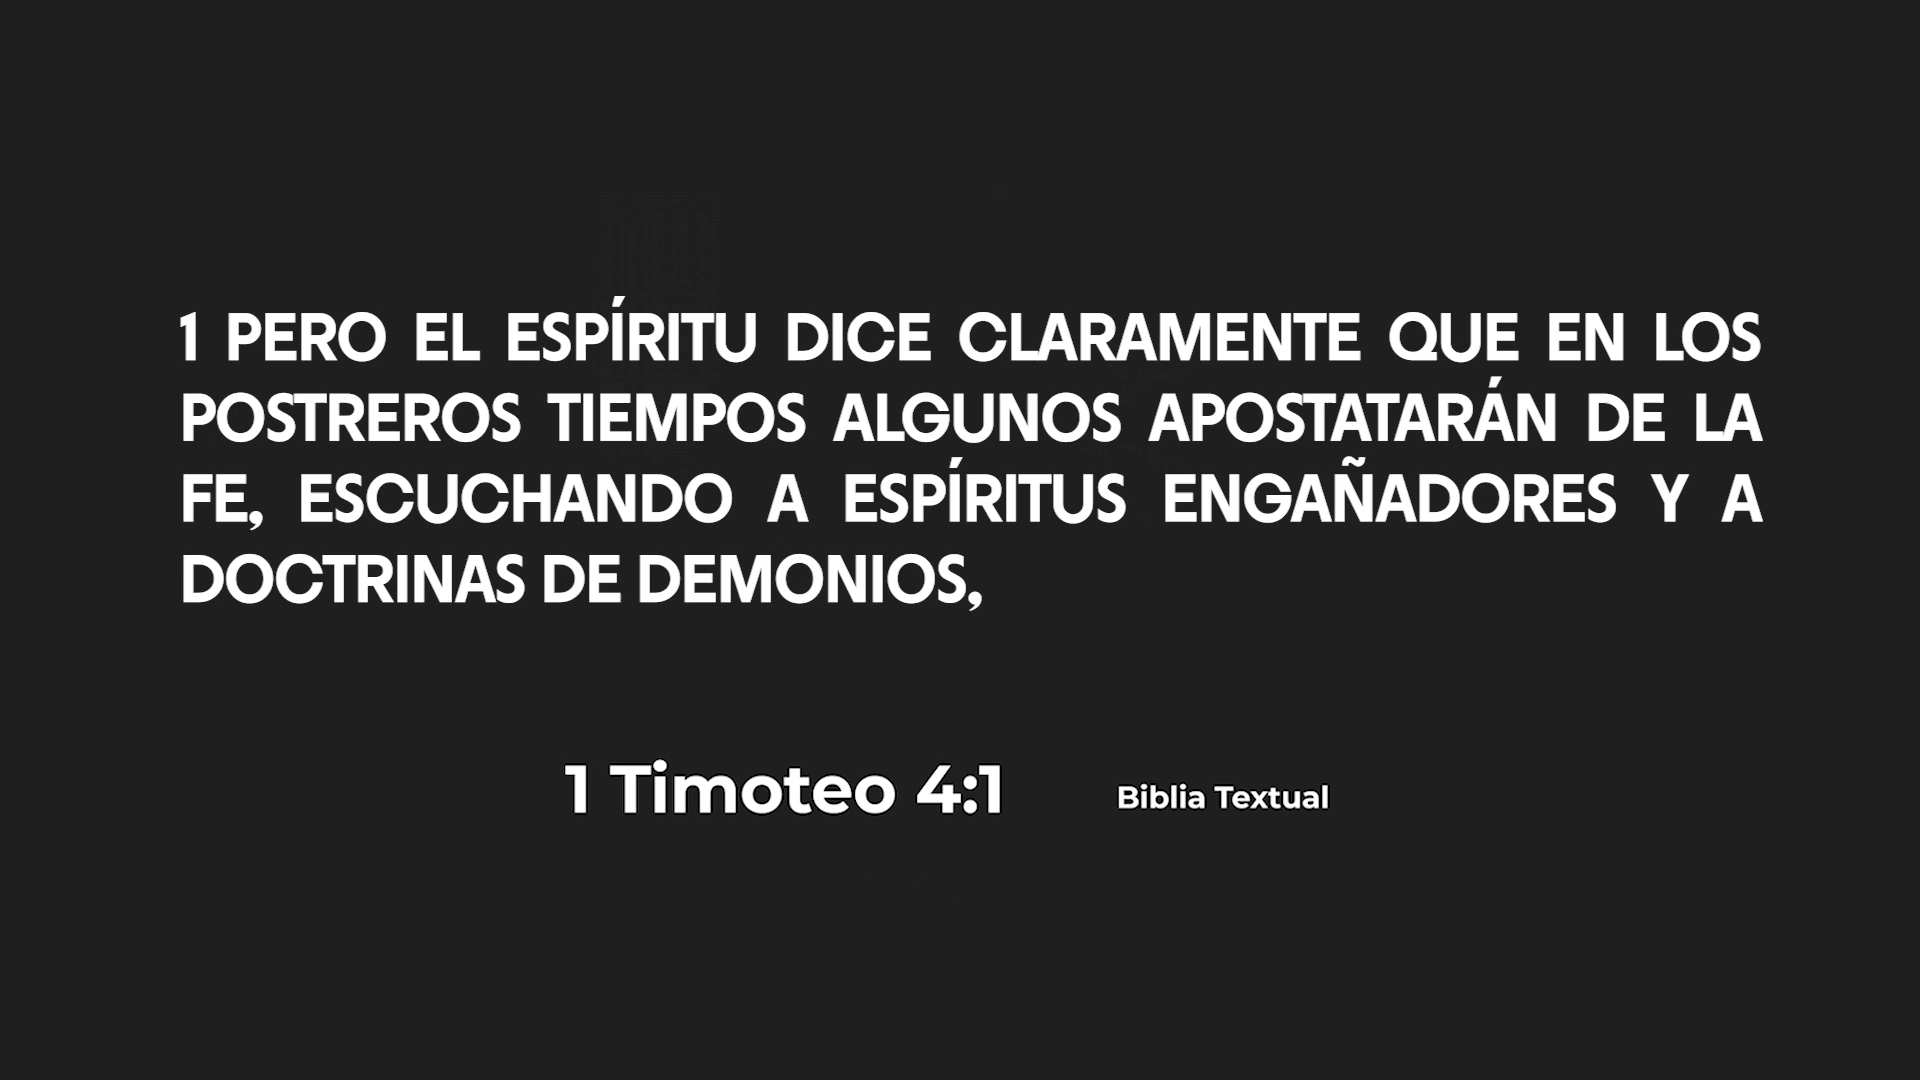 1 PERO EL ESPÍRITU DICE CLARAMENTE QUE EN LOS
POSTREROS TIEMPOS ALGUNOS APOSTATARÁN DE LA
FE, ESCUCHANDO A ESPÍRITUS ENGAÑADORES Y A
DOCTRINAS DE DEMONIOS,
1 Timoteo 4:1
Biblia Textual